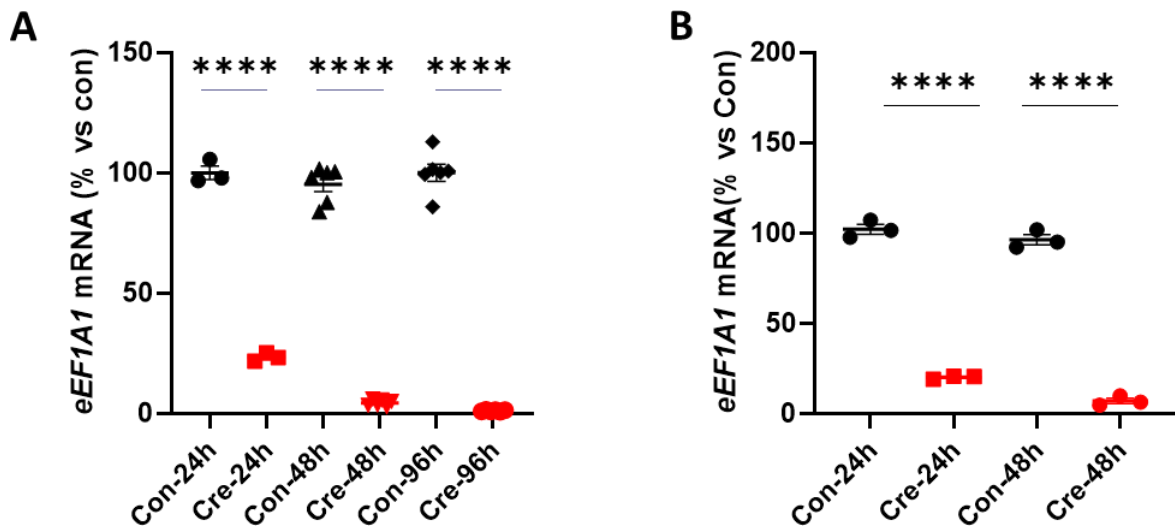 A
eEF1A1 mRNA (% vs con)
150
100
50
0
**** **** ****
Con-24h
Cre-24h
Con-48h
Cre-48h
Con-96h
Cre-96h
B
eEF1A1 mRNA(% vs Con)
200
150
100
50
0
**** ****
Con-24h
Cre-24h
Con-48h
Cre-48h